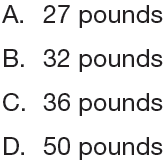 A. 27 pounds
B. 32 pounds
C. 36 pounds
D. 50 pounds